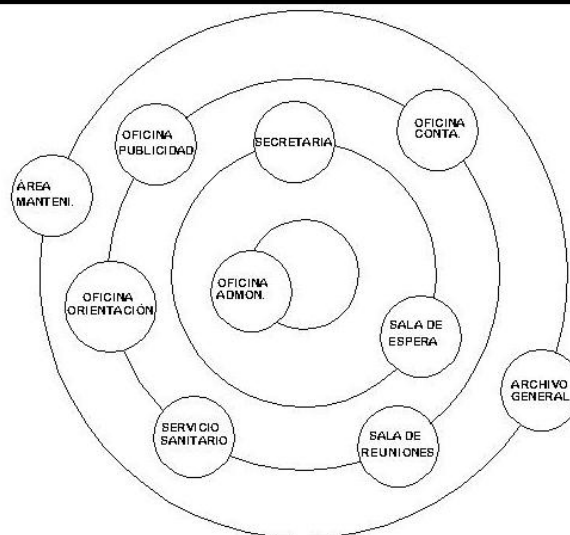 OFICINA
PUBLICIDAD
SECRETARIA
OFICINA
CONTA.
ÁREA
MANTENI.
OFICINA
ADMON.
OFICINA
ORIENTACIÓN
SALA DE
ESPERA
ARCHIVO
GENERAL
SERVICIO
SANITARIO
SALA DE
REUNIONES